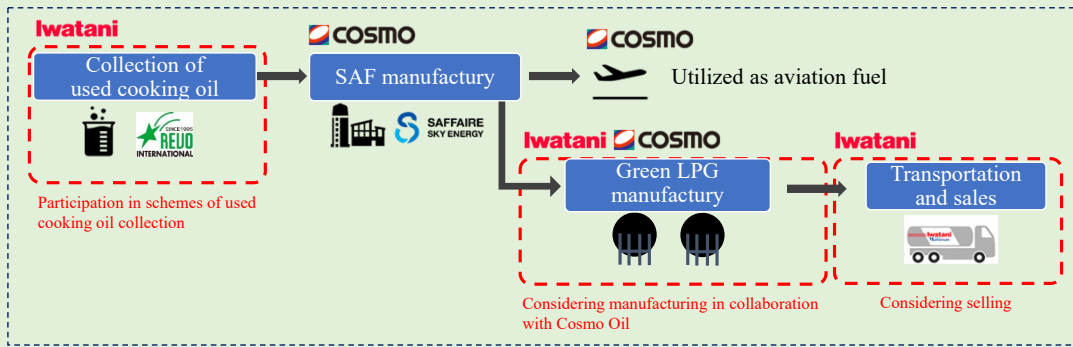 Iwatani
Collection of
used cooking oil
SINCE 1995
REVO
INTERNATIONAL
Participation in schemes of used
cooking oil collection
COSMO
SAF manufactury
SAFFAIRE
SKY ENERGY
COSMO
Utilized as aviation fuel
Iwatani COSMO
Green LPG
manufactury
Considering manufacturing in collaboration
with Cosmo Oil
Iwatani
Transportation
and sales
Iwatani
Considering selling